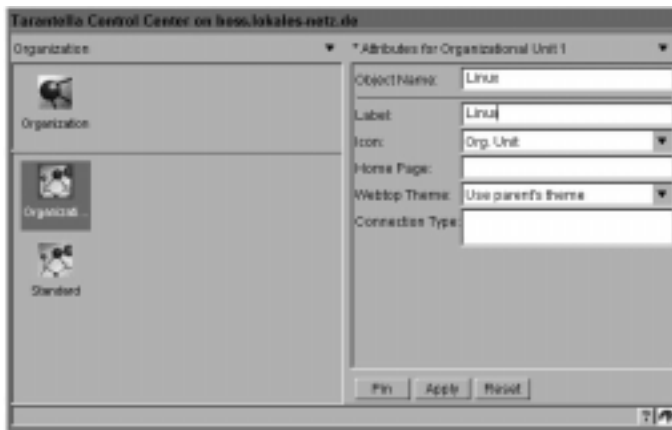 Tarantella Control Center on boss.lokales-netz.de
Organization
Organization
Organizati...
Standard
* Attributes for Organizational Unit 1
Object Name: Linux
Label: Linux
Icon: Org. Unit
Home Page:
Webtop Theme: Use parent's theme
Connection Type:
Pin Apply Reset
?